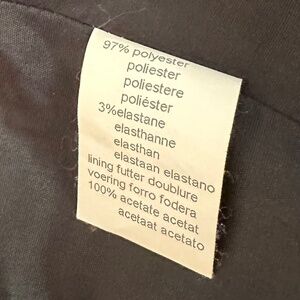 97% polyester
poliester
poliestere
poliéster
3%elastane
elasthanne
elasthan
elastaan elastano
lining futter doublure
voering forro fodera
100% acetate acetat
acetaat acetato